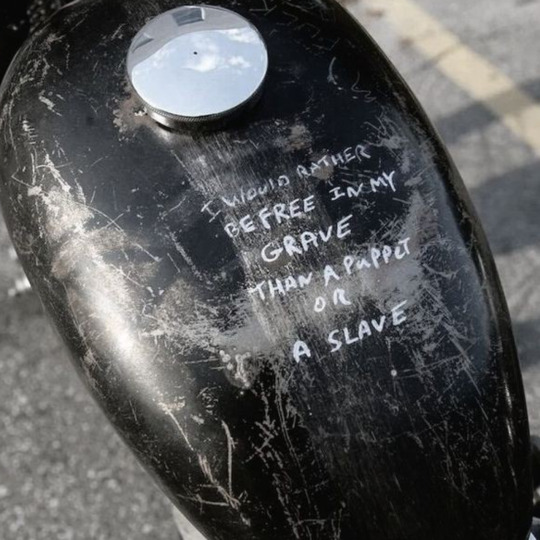 I WOULD RATHER
BE FREE IN MY
GRAVE
THAN A PUPPET
OR
A SLAVE